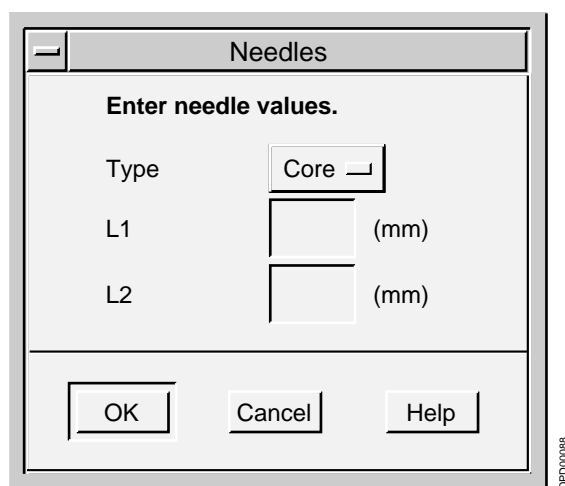 Needles
Enter needle values.
Type Core
L1 (mm)
L2 (mm)
OK Cancel Help